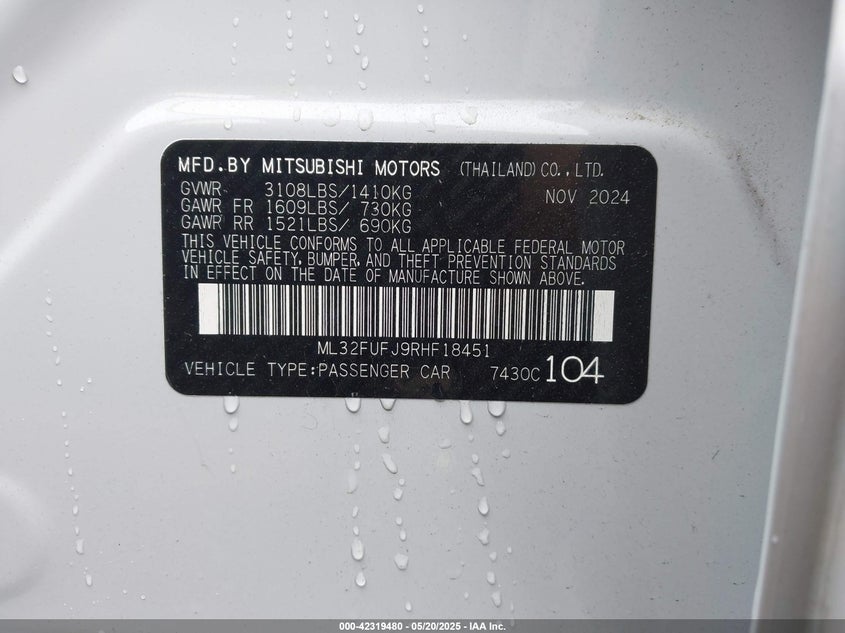 MFD.BY MITSUBISHI MOTORS (THAILAND) CO.,LTD.
GVWR 3108LBS/1410KG NOV 2024
GAWR FR 1609LBS/ 730KG
GAWR RR 1521LBS/ 690KG
THIS VEHICLE CONFORMS TO ALL APPLICABLE FEDERAL MOTOR
VEHICLE SAFETY, BUMPER, AND THEFT PREVENTION STANDARDS
IN EFFECT ON THE DATE OF MANUFACTURE SHOWN ABOVE.
ML32FUFJ9RHF18451
VEHICLE TYPE:PASSENGER CAR 7430C 104
000-42319480 - 05/20/2025 - IAA Inc.